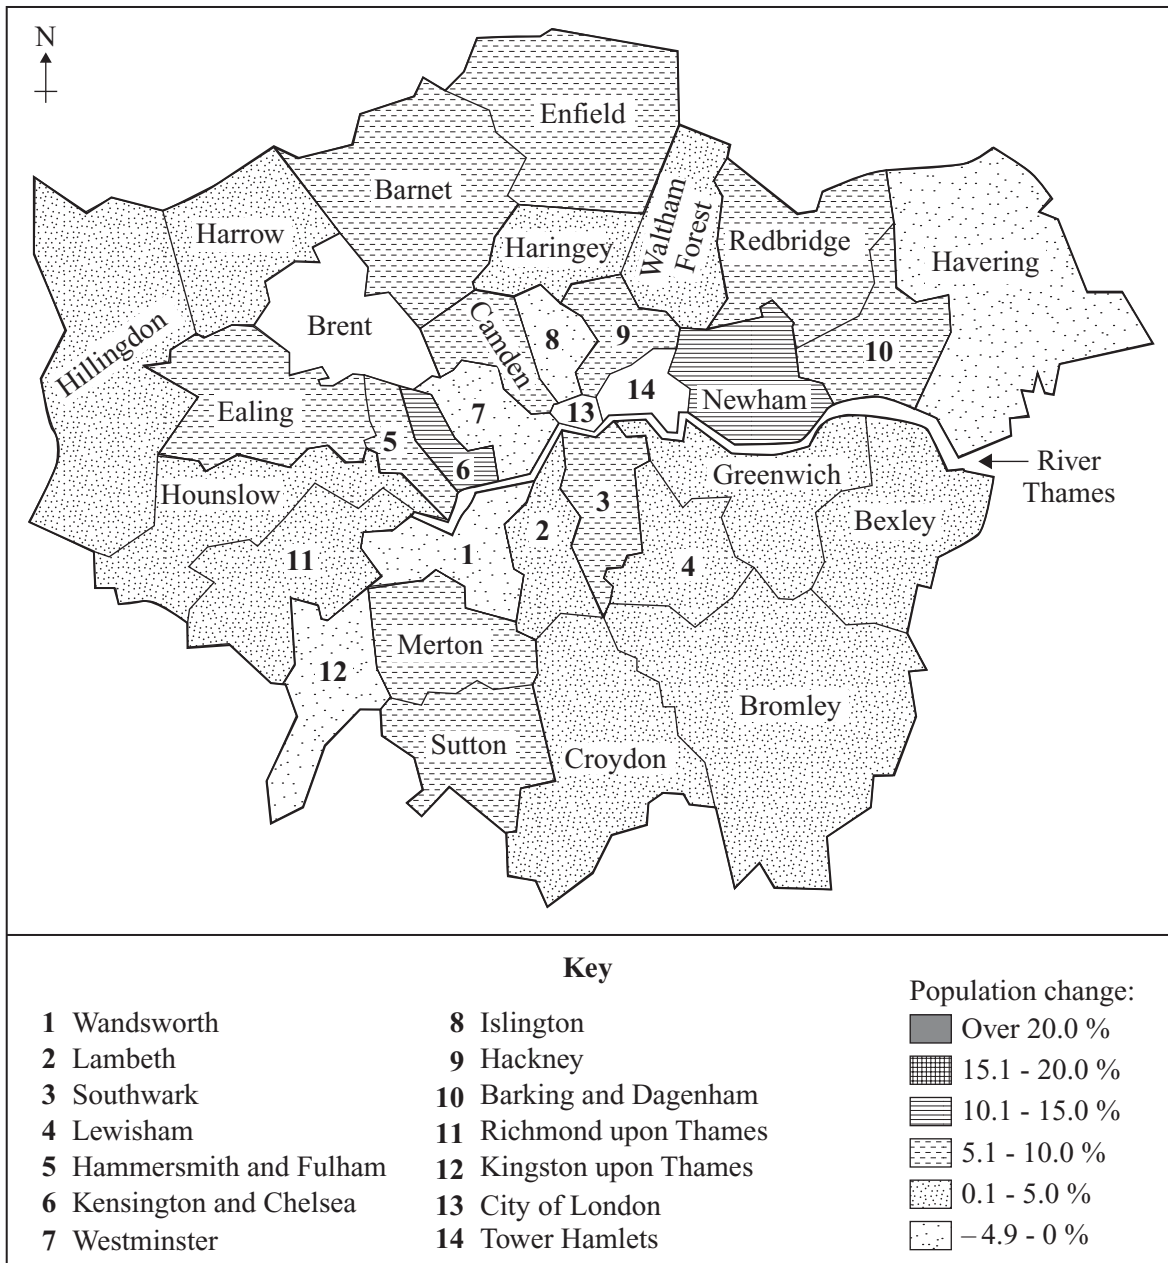 N
Enfield
Barnet
Harrow
Haringey
Waltham
Forest
Redbridge
Havering
Hillingdon
Brent
Camden
8
9
10
Ealing
5
6
7
13
14
Newham
River
Thames
Hounslow
Greenwich
Bexley
11
1
2
3
4
Merton
12
Bromley
Sutton
Croydon
Key
1 Wandsworth
2 Lambeth
3 Southwark
4 Lewisham
5 Hammersmith and Fulham
6 Kensington and Chelsea
7 Westminster
8 Islington
9 Hackney
10 Barking and Dagenham
11 Richmond upon Thames
12 Kingston upon Thames
13 City of London
14 Tower Hamlets
Population change:
Over 20.0 %
15.1 - 20.0 %
10.1 - 15.0 %
5.1 - 10.0 %
0.1 - 5.0 %
–4.9 - 0 %